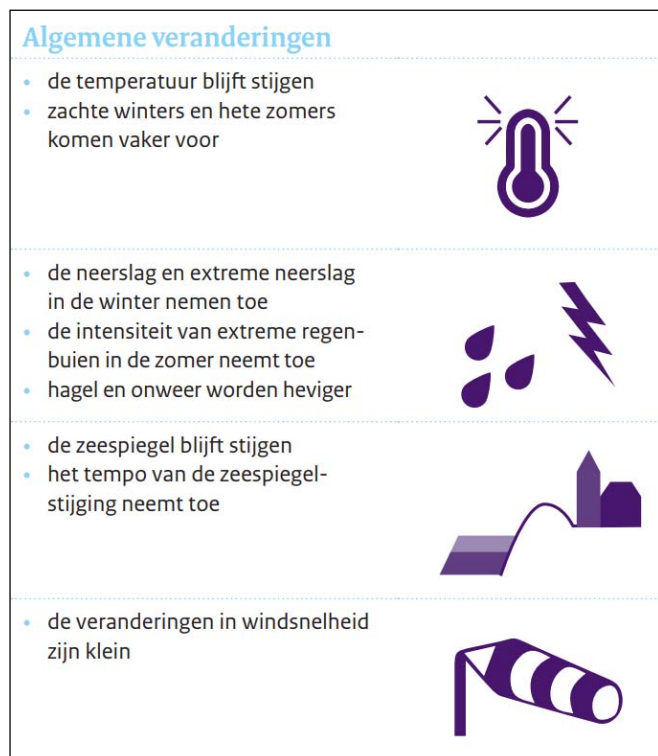 Algemene veranderingen
• de temperatuur blijft stijgen
• zachte winters en hete zomers
komen vaker voor
• de neerslag en extreme neerslag
in de winter nemen toe
• de intensiteit van extreme regen-
buien in de zomer neemt toe
• hagel en onweer worden heviger
• de zeespiegel blijft stijgen
• het tempo van de zeespiegel-
stijging neemt toe
• de veranderingen in windsnelheid
zijn klein